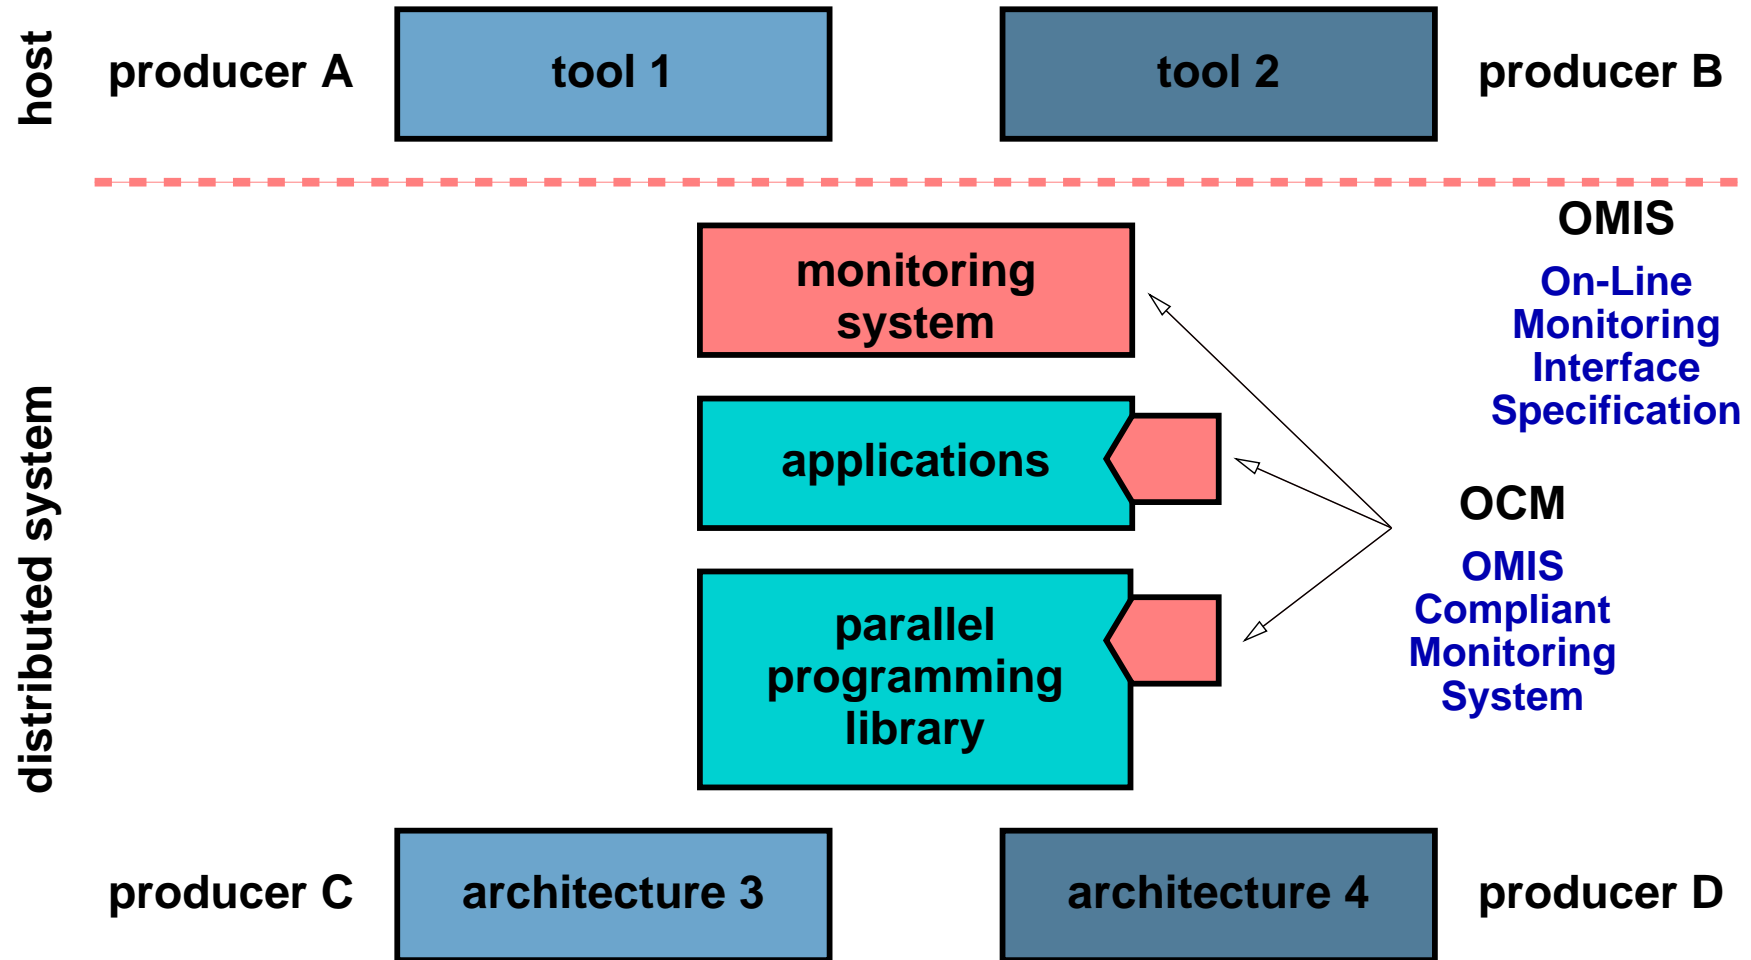 host
producer A
tool 1
tool 2
producer B
OMIS
On-Line
Monitoring
Interface
Specification
monitoring
system
distributed system
applications
OCM
OMIS
Compliant
Monitoring
System
parallel
programming
library
producer C
architecture 3
architecture 4
producer D